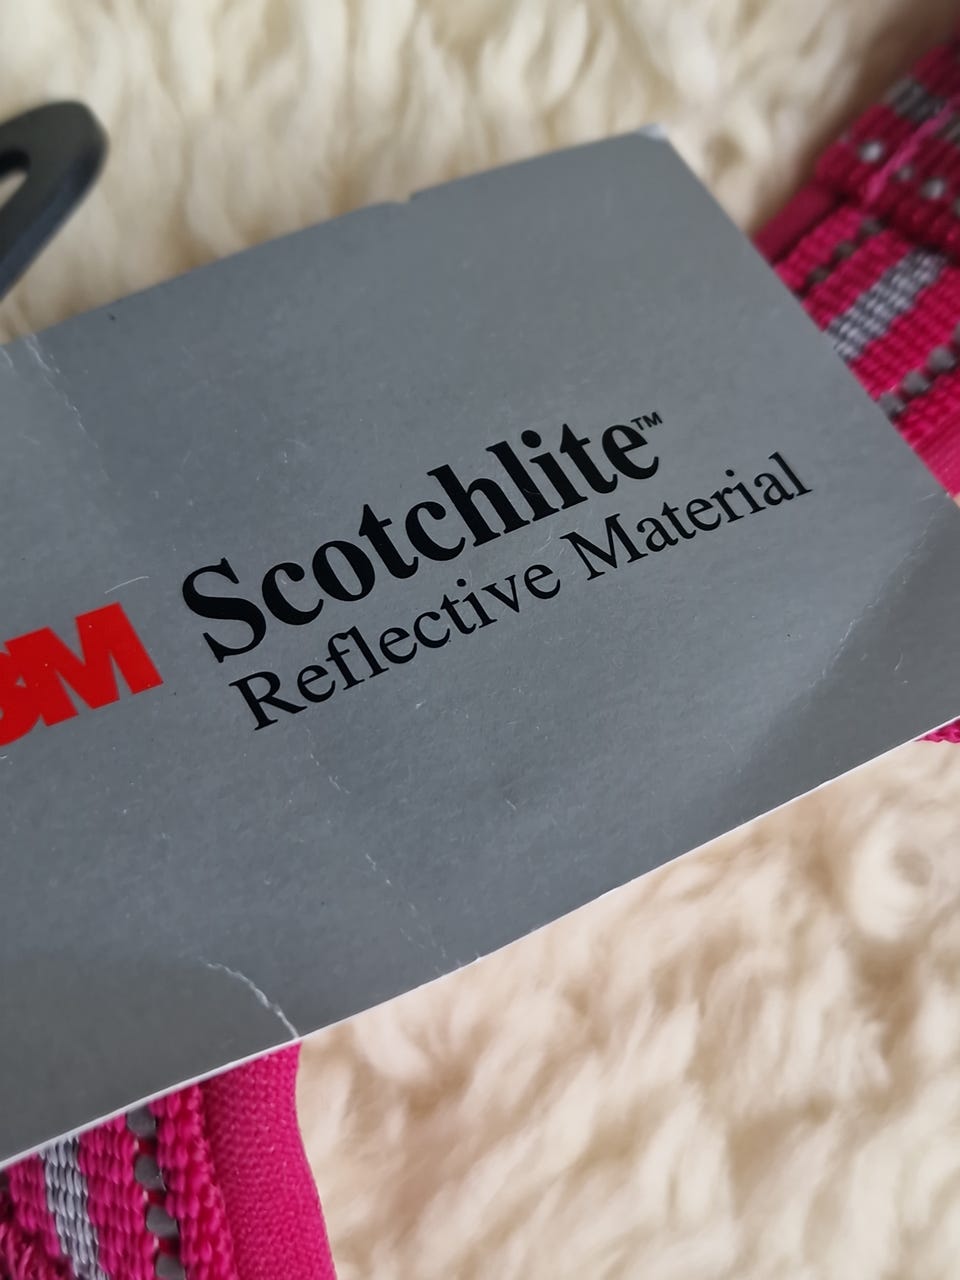 3M Scotchlite™
Reflective Material